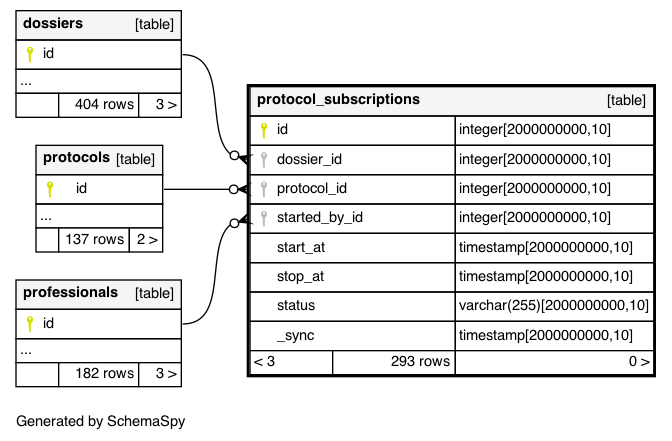 dossiers [table]
id
...
404 rows 3 >
protocols [table]
id
...
137 rows 2 >
professionals [table]
id
...
182 rows 3 >
protocol_subscriptions [table]
id integer[2000000000,10]
dossier_id integer[2000000000,10]
protocol_id integer[2000000000,10]
started_by_id integer[2000000000,10]
start_at timestamp[2000000000,10]
stop_at timestamp[2000000000,10]
status varchar(255)[2000000000,10]
_sync timestamp[2000000000,10]
< 3 293 rows 0 >
Generated by SchemaSpy